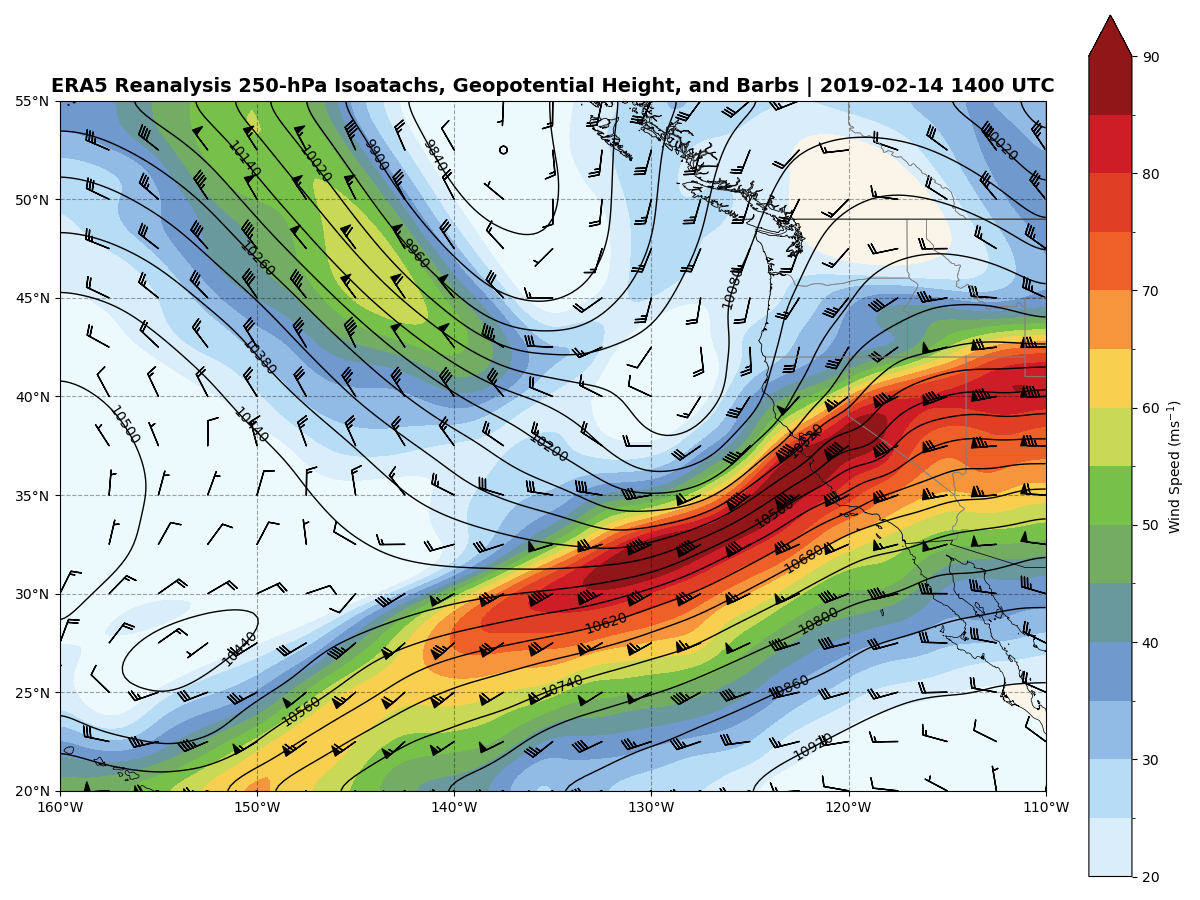 ERA5 Reanalysis 250-hPa Isoatachs, Geopotential Height, and Barbs | 2019-02-14 1400 UTC
55°N
50°N
45°N
40°N
35°N
30°N
25°N
20°N
160°W
150°W
140°W
130°W
120°W
110°W
10140
10020
9900
9840
10020
10260
9960
10080
10380
10500
10200
10560
10680
10620
10800
10740
10860
10560
10920
90
80
70
60
50
40
30
20
Wind Speed (ms⁻¹)